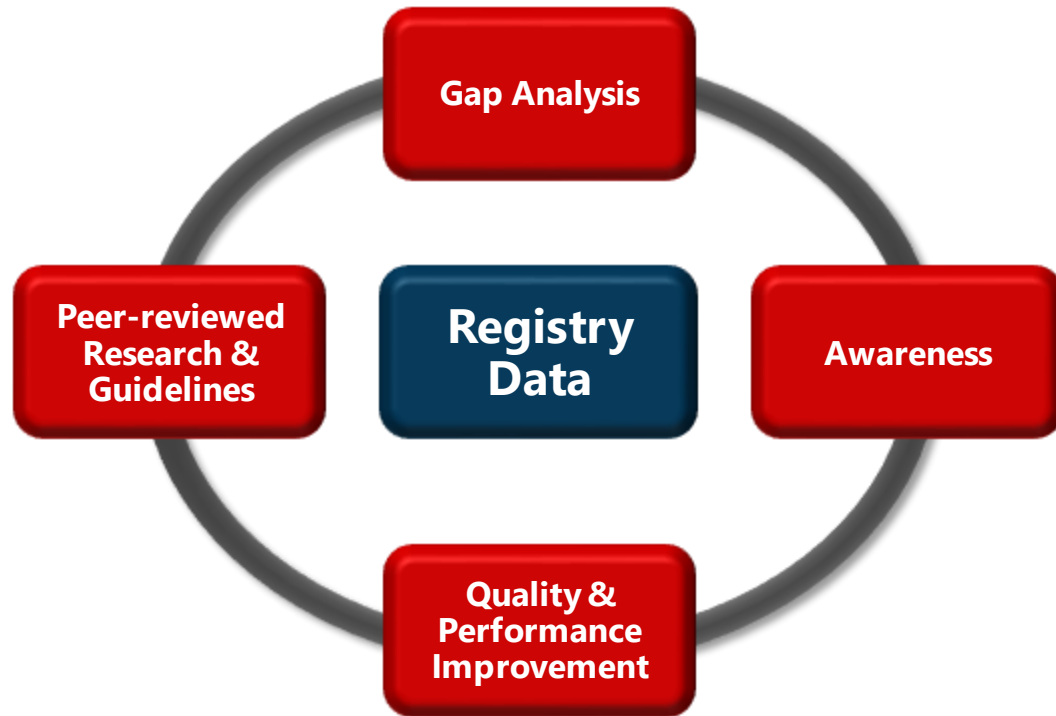 Gap Analysis
Peer-reviewed
Research &
Guidelines
Registry
Data
Awareness
Quality &
Performance
Improvement